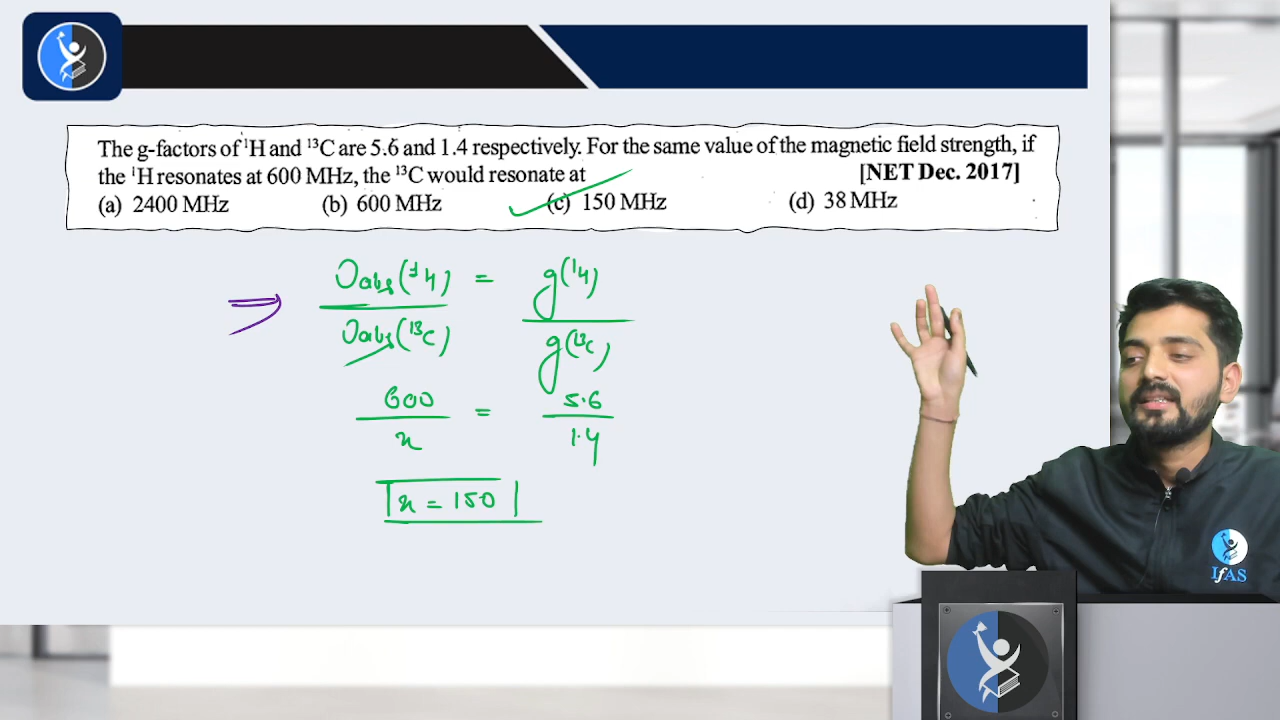 The g-factors of ¹H and ¹³C are 5.6 and 1.4 respectively. For the same value of the magnetic field strength, if
the ¹H resonates at 600 MHz, the ¹³C would resonate at [NET Dec. 2017]
(a) 2400 MHz (b) 600 MHz (c) 150 MHz (d) 38 MHz
⇒ νabs(¹H) / νabs(¹³C) = g(¹H) / g(¹³C)
600 / x = 5.6 / 1.4
x = 150
IfAS